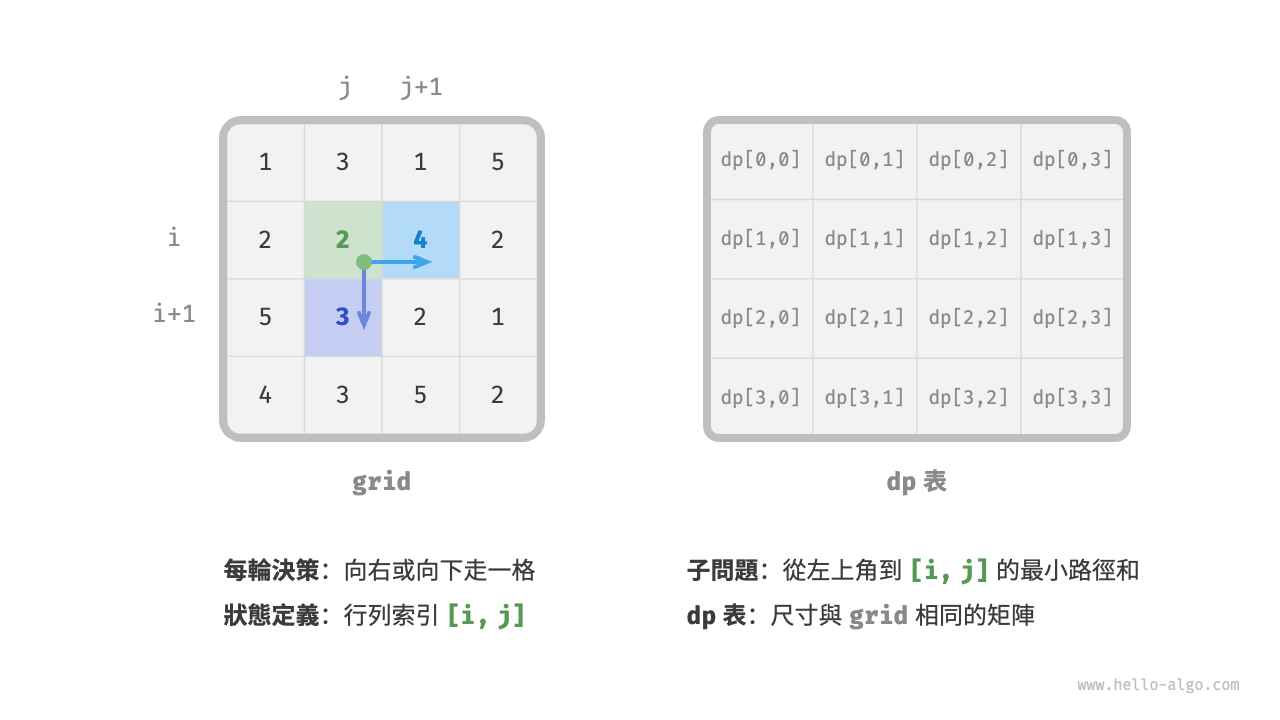 j j+1
1 3 1 5
i 2 2 4 2
i+1 5 3 2 1
4 3 5 2
grid
dp[0,0] dp[0,1] dp[0,2] dp[0,3]
dp[1,0] dp[1,1] dp[1,2] dp[1,3]
dp[2,0] dp[2,1] dp[2,2] dp[2,3]
dp[3,0] dp[3,1] dp[3,2] dp[3,3]
dp 表
每輪決策：向右或向下走一格
狀態定義：行列索引 [i, j]
子問題：從左上角到 [i, j] 的最小路徑和
dp 表：尺寸與 grid 相同的矩陣
www.hello-algo.com